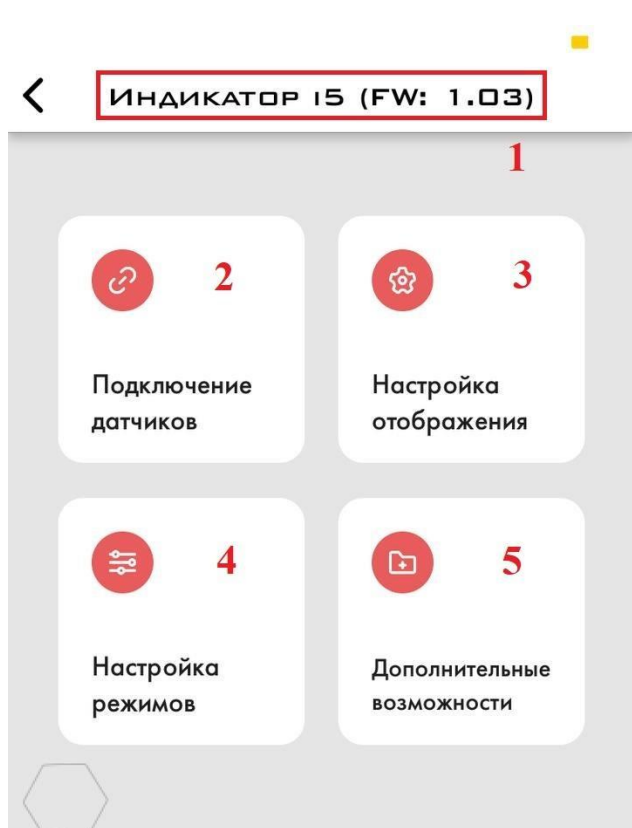 Индикатор i5 (FW: 1.03)
1
2
3
Подключение
датчиков
Настройка
отображения
4
5
Настройка
режимов
Дополнительные
возможности